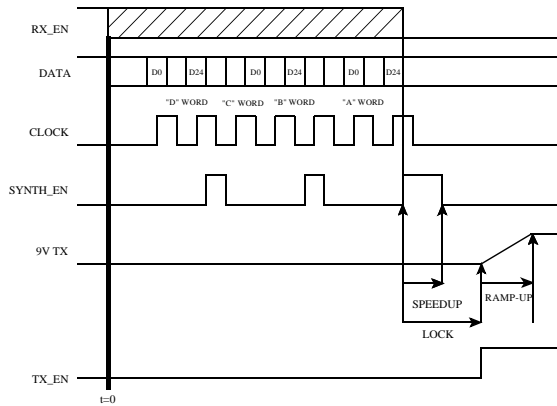 RX_EN
DATA
D0 D24 D0 D24 D0 D24
"D" WORD "C" WORD "B" WORD "A" WORD
CLOCK
SYNTH_EN
9V TX
SPEEDUP RAMP-UP
LOCK
TX_EN
t=0